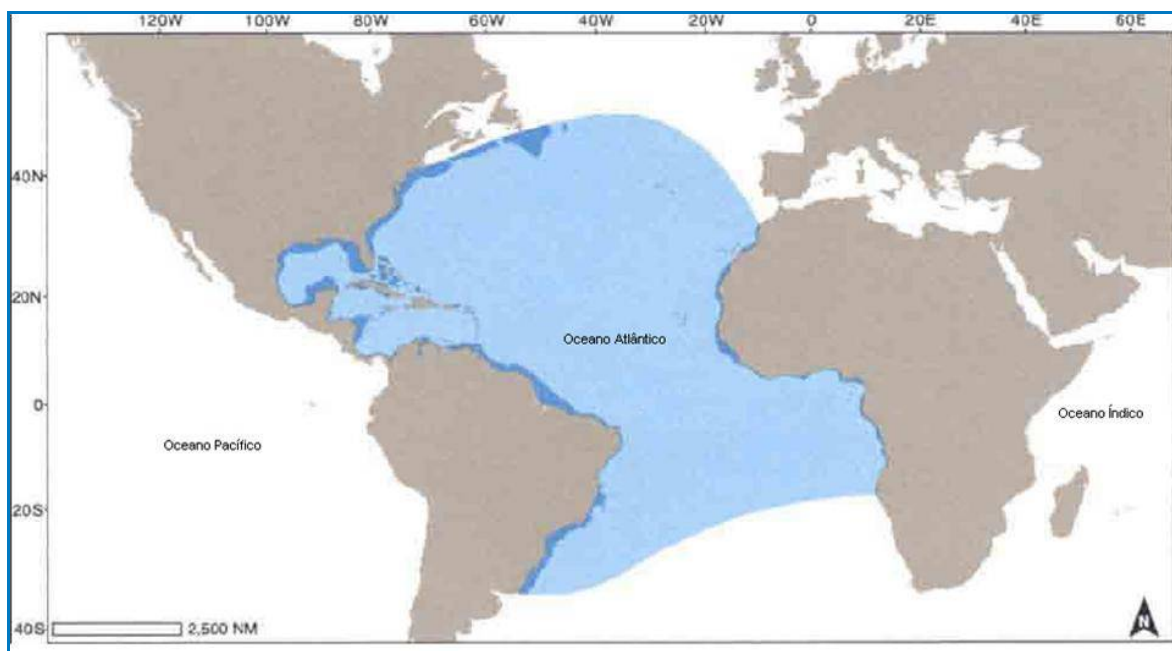 120W 100W 80W 60W 40W 20W 0 20E 40E 60E
40N
20N
Oceano Atlântico
0
Oceano Índico
Oceano Pacífico
20S
40S
2,500 NM
N